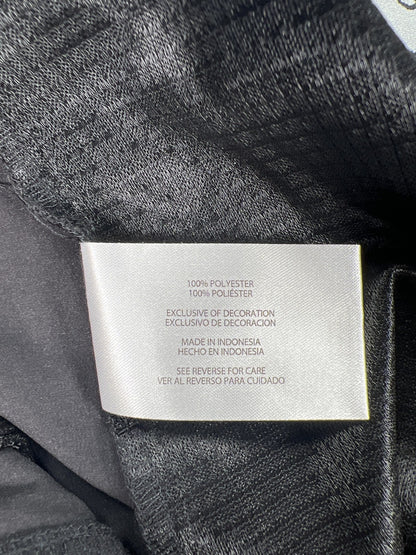 100% POLYESTER
100% POLIÉSTER
EXCLUSIVE OF DECORATION
EXCLUSIVO DE DECORACION
MADE IN INDONESIA
HECHO EN INDONESIA
SEE REVERSE FOR CARE
VER AL REVERSO PARA CUIDADO